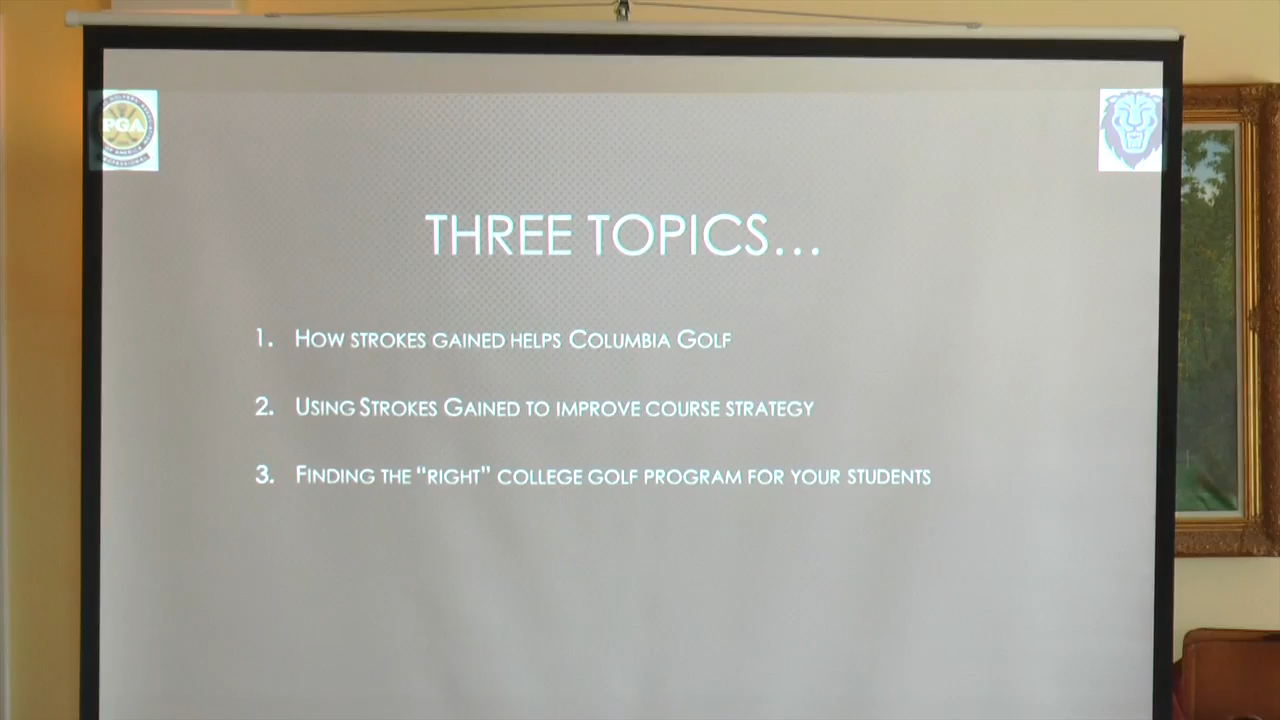 PGA
THREE TOPICS...
1. HOW STROKES GAINED HELPS COLUMBIA GOLF
2. USING STROKES GAINED TO IMPROVE COURSE STRATEGY
3. FINDING THE “RIGHT” COLLEGE GOLF PROGRAM FOR YOUR STUDENTS